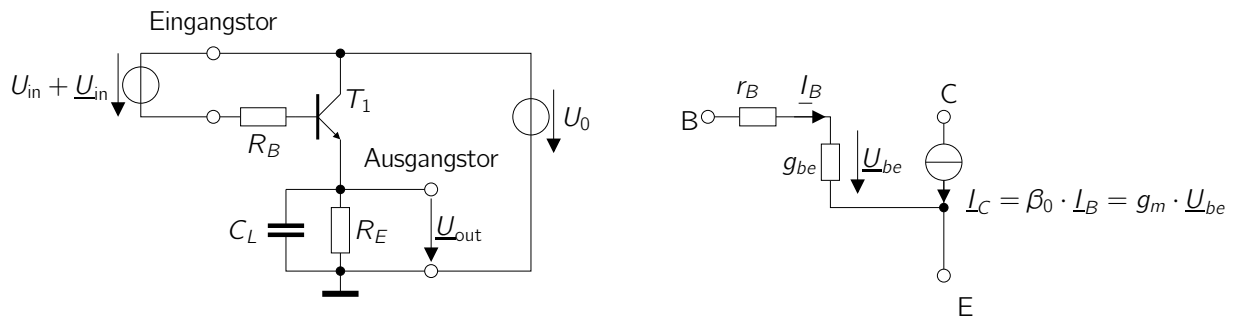 Eingangstor
U_in + U_in
R_B
T_1
U_0
Ausgangstor
C_L
R_E
U_out
B
r_B
I_B
g_be
U_be
C
I_C = β_0 · I_B = g_m · U_be
E